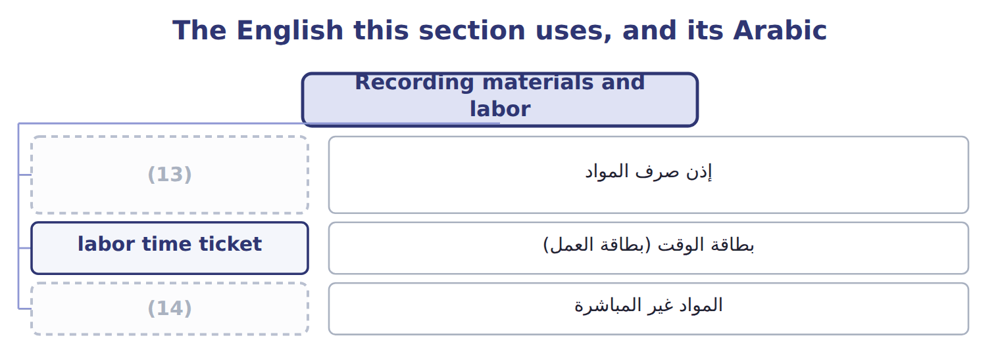 The English this section uses, and its Arabic
Recording materials and
labor
(13)
إذن صرف المواد
labor time ticket
بطاقة الوقت (بطاقة العمل)
(14)
المواد غير المباشرة